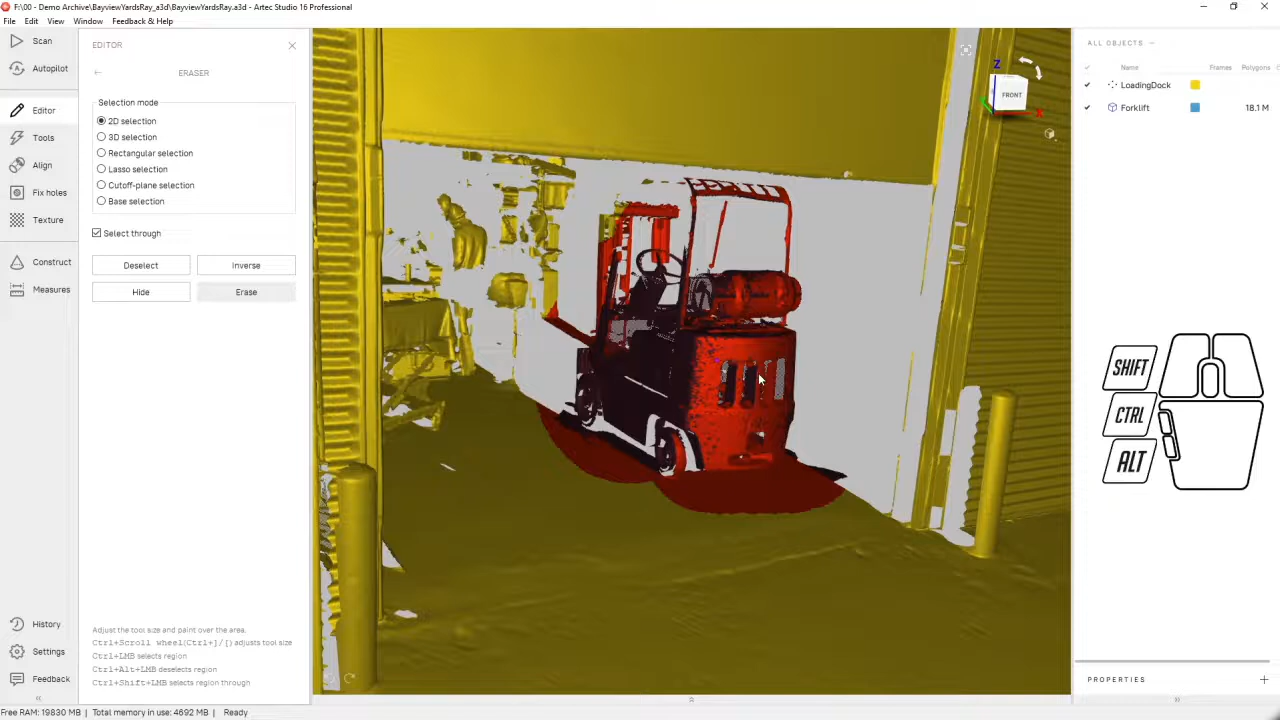 F:\00 - Demo Archive\BayviewYardsRay_a3d\BayviewYardsRay.a3d - Artec Studio 16 Professional
File Edit View Window Feedback & Help
Scan
Autopilot
Editor
Tools
Align
Fix holes
Texture
Construct
Measures
History
Settings
Feedback
EDITOR
ERASER
Selection mode
2D selection
3D selection
Rectangular selection
Lasso selection
Cutoff-plane selection
Base selection
Select through
Deselect Inverse
Hide Erase
Adjust the tool size and paint over the area.
Ctrl+Scroll wheel(Ctrl+]/[) adjusts tool size
Ctrl+LMB selects region
Ctrl+Alt+LMB deselects region
Ctrl+Shift+LMB selects region through
Z
FRONT
X
ALL OBJECTS
Name Frames Polygons
LoadingDock
Forklift 18.1 M
SHIFT
CTRL
ALT
PROPERTIES
Free RAM: 19830 MB | Total memory in use: 4692 MB | Ready